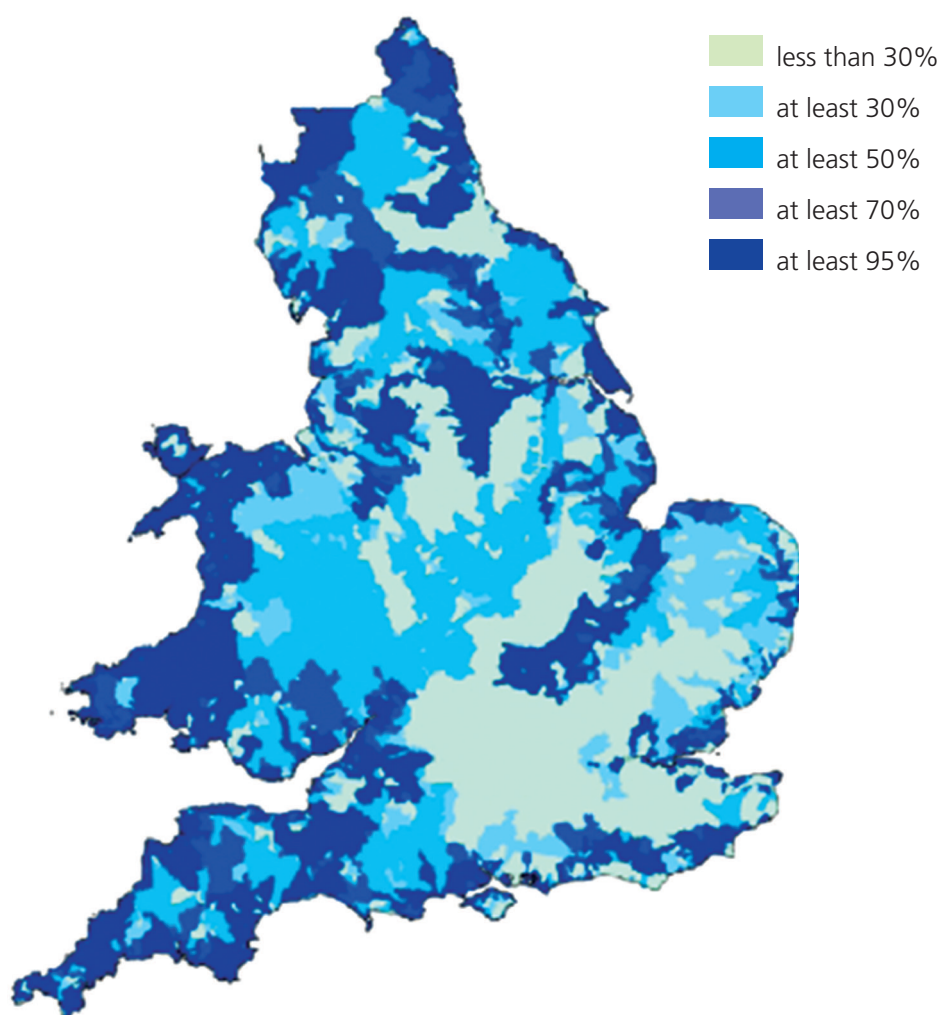 less than 30%
at least 30%
at least 50%
at least 70%
at least 95%